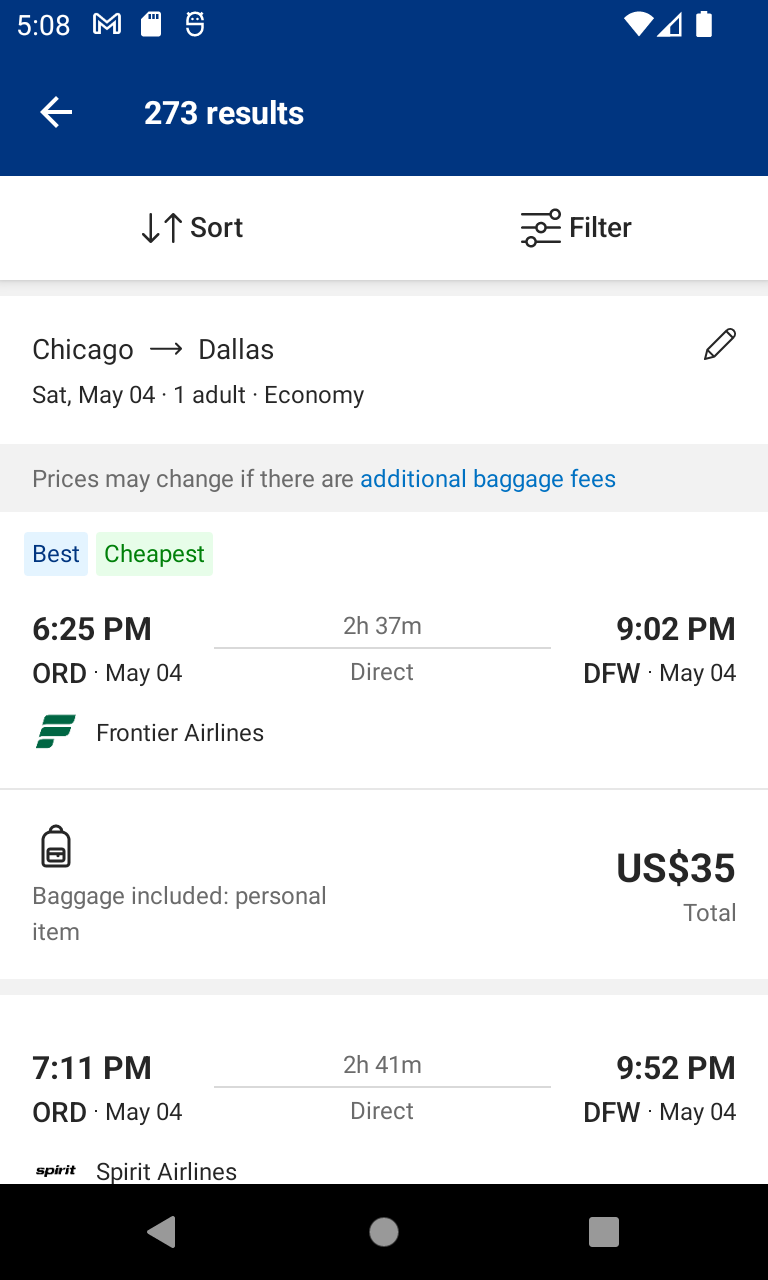 5:08
273 results
Sort
Filter
Chicago → Dallas
Sat, May 04 · 1 adult · Economy
Prices may change if there are additional baggage fees
Best Cheapest
6:25 PM 2h 37m 9:02 PM
ORD · May 04 Direct DFW · May 04
Frontier Airlines
Baggage included: personal
item
US$35
Total
7:11 PM 2h 41m 9:52 PM
ORD · May 04 Direct DFW · May 04
spirit Spirit Airlines